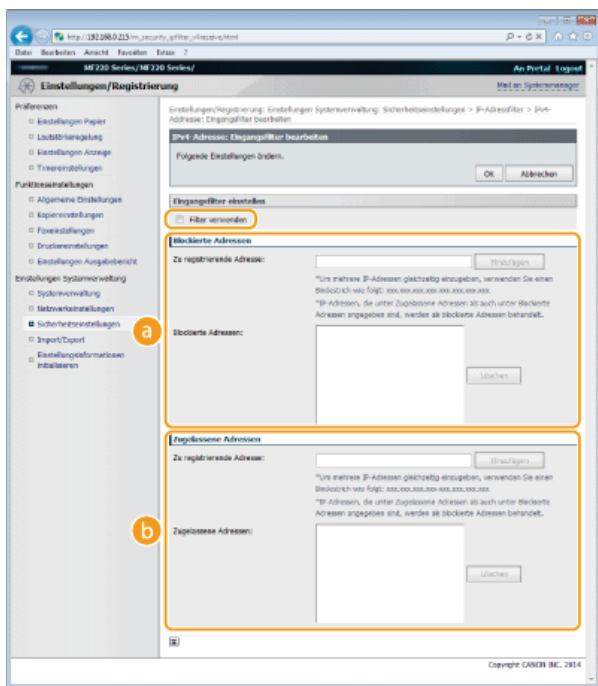 http://192.168.0.215/m_security_ipfilter_v4receive.html
Datei Bearbeiten Ansicht Favoriten Extras ?
MF220 Series/MF220 Series/
An Portal Logout
Einstellungen/Registrierung
Mail an Systemmanager
Präferenzen
Einstellungen Papier
Lautstärkeregelung
Einstellungen Anzeige
Timereinstellungen
Funktionseinstellungen
Allgemeine Einstellungen
Kopiereinstellungen
Faxeinstellungen
Druckereinstellungen
Einstellungen Ausgabebericht
Einstellungen Systemverwaltung
Systemverwaltung
Netzwerkeinstellungen
Sicherheitseinstellungen
Import/Export
Einstellungsinformationen
initialisieren
Einstellungen/Registrierung: Einstellungen Systemverwaltung: Sicherheitseinstellungen > IP-Adressfilter > IPv4-
Addresse: Eingangsfilter bearbeiten
IPv4-Adresse: Eingangsfilter bearbeiten
Folgende Einstellungen ändern.
OK Abbrechen
Eingangsfilter einstellen
Filter verwenden
a
Blockierte Adressen
Zu registrierende Adresse:
Hinzufügen
*Um mehrere IP-Adressen gleichzeitig einzugeben, verwenden Sie einen
Bindestrich wie folgt: xxx.xxx.xxx.xxx-xxx.xxx.xxx.xxx
*IP-Adressen, die unter Zugelassene Adressen als auch unter Blockierte
Adressen angegeben sind, werden als blockierte Adressen behandelt.
Blockierte Adressen:
Löschen
b
Zugelassene Adressen
Zu registrierende Adresse:
Hinzufügen
*Um mehrere IP-Adressen gleichzeitig einzugeben, verwenden Sie einen
Bindestrich wie folgt: xxx.xxx.xxx.xxx-xxx.xxx.xxx.xxx
*IP-Adressen, die unter Zugelassene Adressen als auch unter Blockierte
Adressen angegeben sind, werden als blockierte Adressen behandelt.
Zugelassene Adressen:
Löschen
Copyright CANON INC. 2014